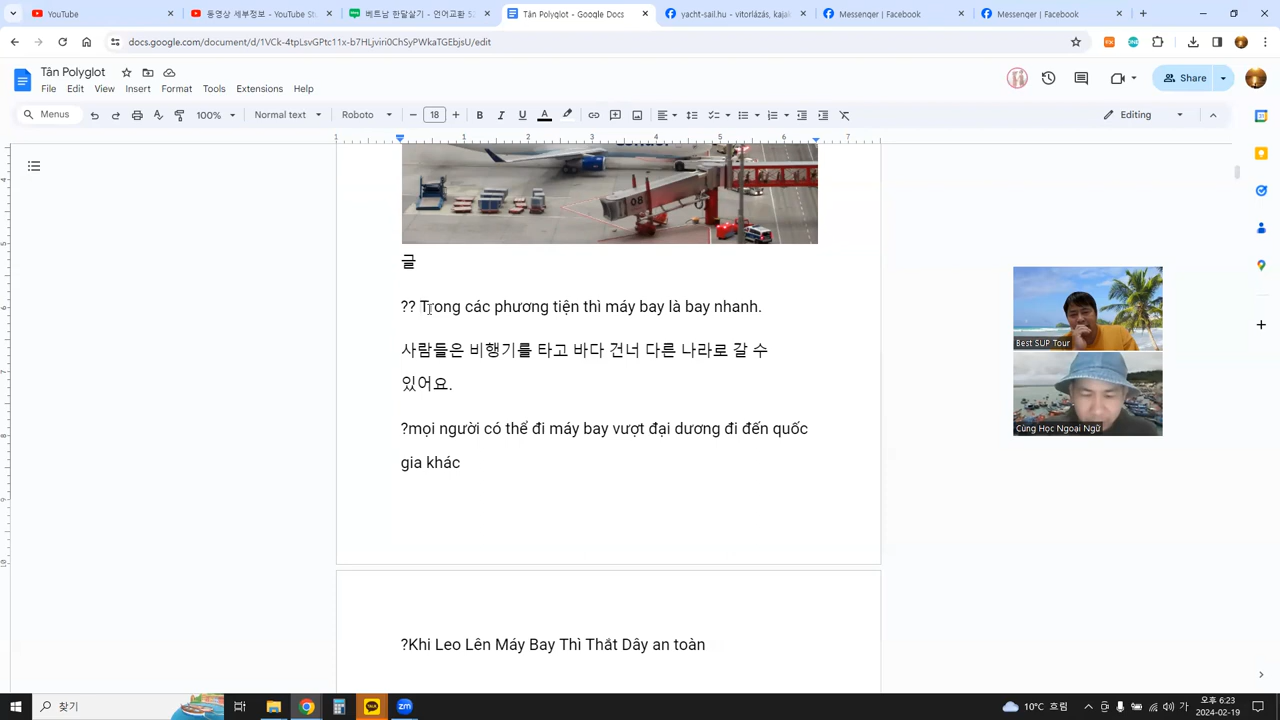 YouTube
동영상 세부정보 - YouTube St
베트남 한달살기 - 언어교환 5
Tân Polyglot - Google Docs
yacht-sail.hu - vitorlázás, kajak
Messenger | Facebook
Messenger | Facebook
docs.google.com/document/d/1VCk-4tpLsvGPtc11x-b7HLjviri0ChSyPWkaTGEbjsU/edit
Tân Polyglot
File Edit View Insert Format Tools Extensions Help
Share
Menus
100%
Normal text
Roboto
18
Editing
08
글
?? Trong các phương tiện thì máy bay là bay nhanh.
사람들은 비행기를 타고 바다 건너 다른 나라로 갈 수
있어요.
?mọi người có thể đi máy bay vượt đại dương đi đến quốc
gia khác
?Khi Leo Lên Máy Bay Thì Thắt Dây an toàn
Best SUP Tour
Cùng Học Ngoại Ngữ
찾기
TALK
zm
10°C 흐림
가
오후 6:23
2024-02-19